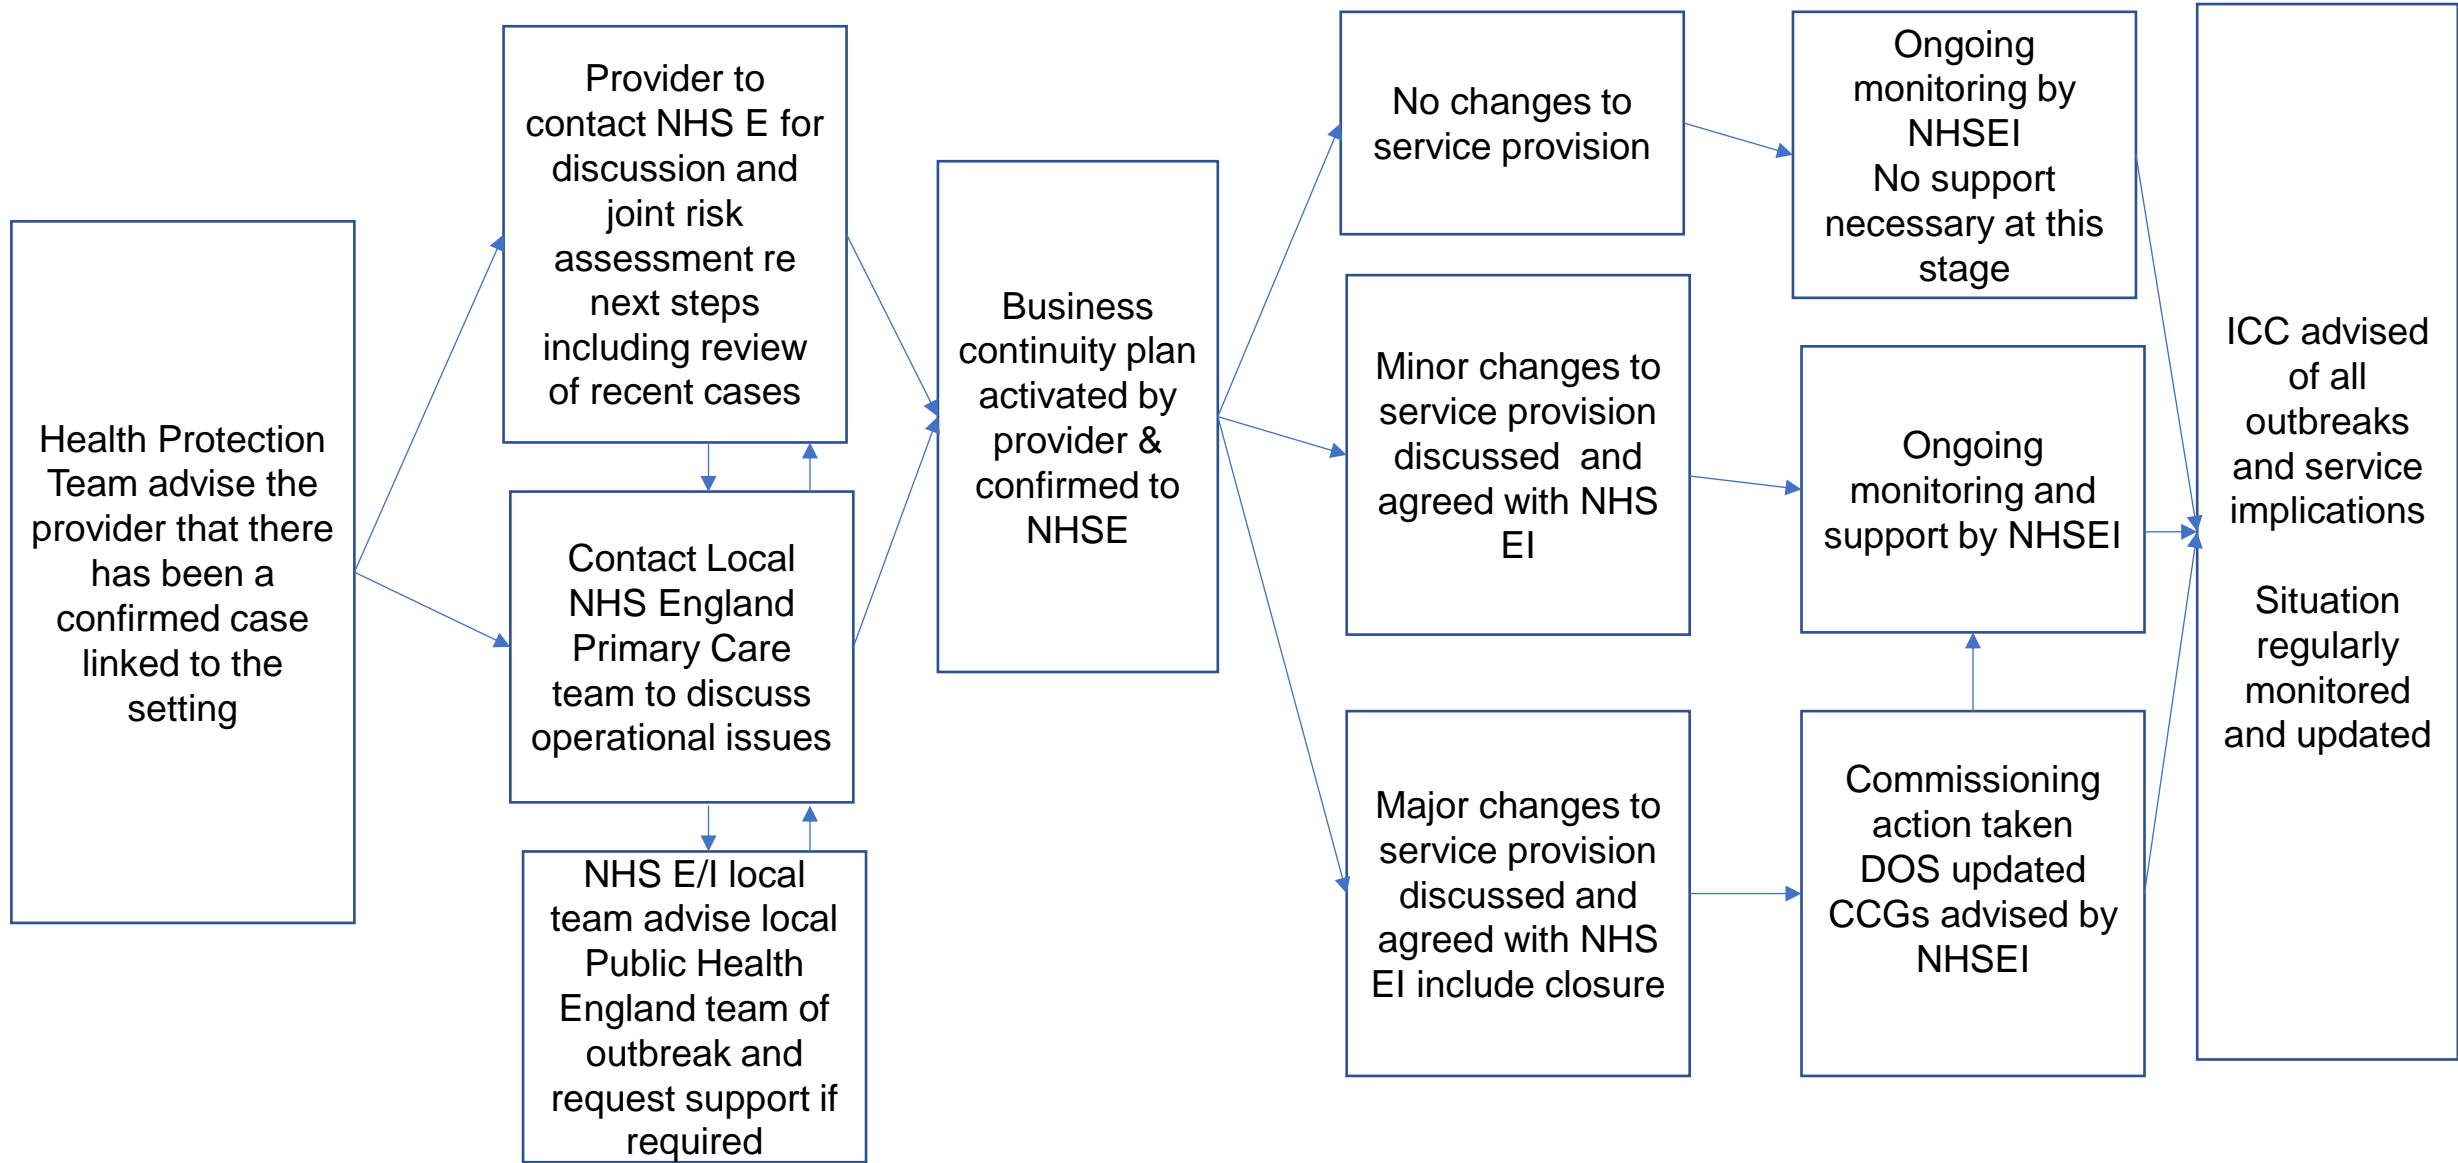 Health Protection
Team advise the
provider that there
has been a
confirmed case
linked to the
setting
Provider to
contact NHS E for
discussion and
joint risk
assessment re
next steps
including review
of recent cases
Contact Local
NHS England
Primary Care
team to discuss
operational issues
NHS E/I local
team advise local
Public Health
England team of
outbreak and
request support if
required
Business
continuity plan
activated by
provider &
confirmed to
NHSE
No changes to
service provision
Minor changes to
service provision
discussed and
agreed with NHS
EI
Major changes to
service provision
discussed and
agreed with NHS
EI include closure
Ongoing
monitoring by
NHSEI
No support
necessary at this
stage
Ongoing
monitoring and
support by NHSEI
Commissioning
action taken
DOS updated
CCGs advised by
NHSEI
ICC advised
of all
outbreaks
and service
implications
Situation
regularly
monitored
and updated